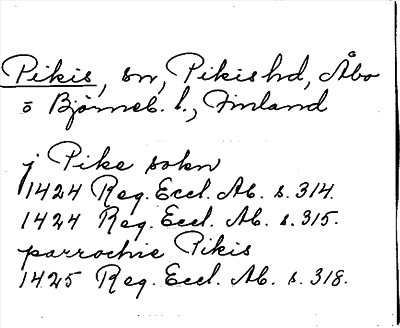 Pikis, sn, Pikis hd, Åbo
o Bjørneb. l., Finland
j Pike sokn
1424 Reg. Eccl. Ab. s. 314.
1424 Reg. Eccl. Ab. s. 315.
parrochie Pikis
1425 Reg. Eccl. Ab. s. 318.